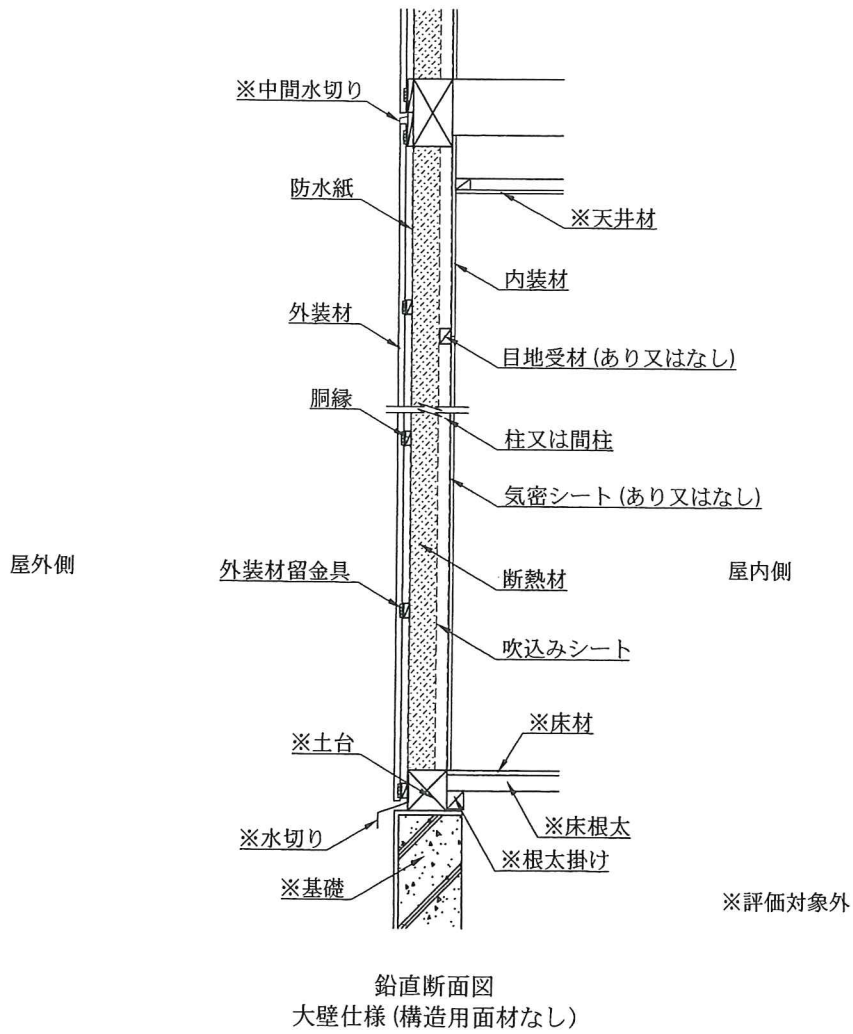 ※中間水切り
防水紙
※天井材
内装材
外装材
目地受材(あり又はなし)
胴縁
柱又は間柱
気密シート(あり又はなし)
屋外側
外装材留金具
断熱材
屋内側
吹込みシート
※床材
※土台
※床根太
※水切り
※根太掛け
※基礎
※評価対象外
鉛直断面図
大壁仕様(構造用面材なし)